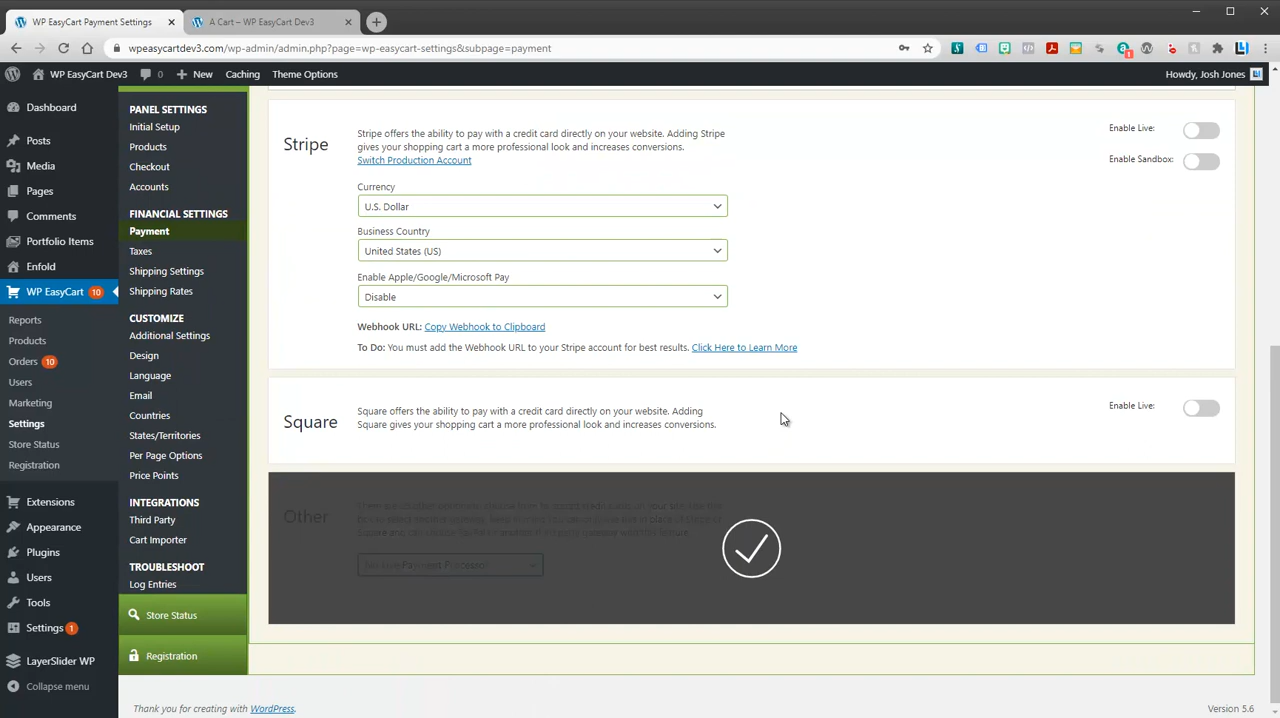 WP EasyCart Payment Settings
A Cart – WP EasyCart Dev3
wpeasycartdev3.com/wp-admin/admin.php?page=wp-easycart-settings&subpage=payment
WP EasyCart Dev3
0
New
Caching
Theme Options
Howdy, Josh Jones
Dashboard
Posts
Media
Pages
Comments
Portfolio Items
Enfold
WP EasyCart 10
Reports
Products
Orders 10
Users
Marketing
Settings
Store Status
Registration
Extensions
Appearance
Plugins
Users
Tools
Settings 1
LayerSlider WP
Collapse menu
PANEL SETTINGS
Initial Setup
Products
Checkout
Accounts
FINANCIAL SETTINGS
Payment
Taxes
Shipping Settings
Shipping Rates
CUSTOMIZE
Additional Settings
Design
Language
Email
Countries
States/Territories
Per Page Options
Price Points
INTEGRATIONS
Third Party
Cart Importer
TROUBLESHOOT
Log Entries
Store Status
Registration
Stripe
Stripe offers the ability to pay with a credit card directly on your website. Adding Stripe
gives your shopping cart a more professional look and increases conversions.
Switch Production Account
Enable Live:
Enable Sandbox:
Currency
U.S. Dollar
Business Country
United States (US)
Enable Apple/Google/Microsoft Pay
Disable
Webhook URL: Copy Webhook to Clipboard
To Do: You must add the Webhook URL to your Stripe account for best results. Click Here to Learn More
Square
Square offers the ability to pay with a credit card directly on your website. Adding
Square gives your shopping cart a more professional look and increases conversions.
Enable Live:
Other
Payment Processor
Thank you for creating with WordPress.
Version 5.6